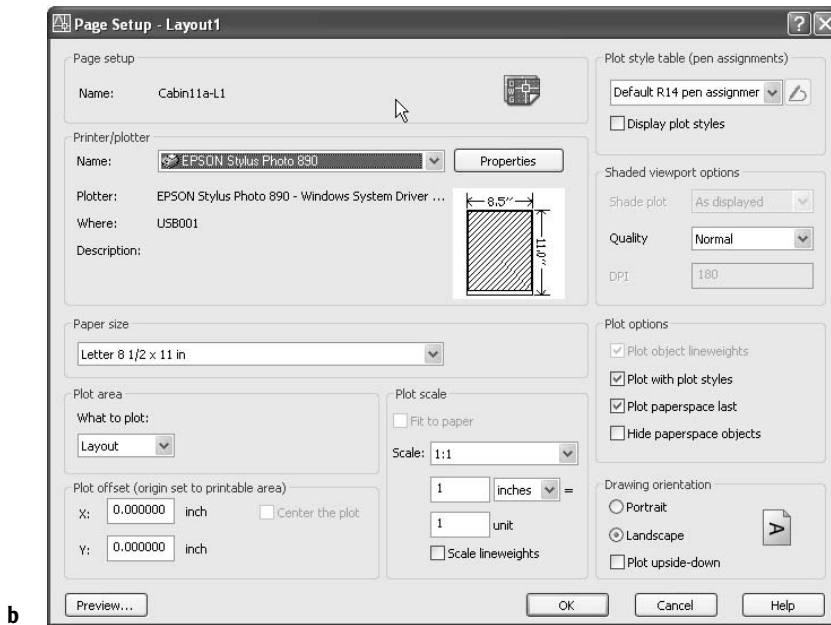 Page Setup - Layout1
Page setup
Name: Cabin11a-L1
DWG
Printer/plotter
Name: EPSON Stylus Photo 890 Properties
Plotter: EPSON Stylus Photo 890 - Windows System Driver ...
Where: USB001
Description:
8.5″
11.0″
Paper size
Letter 8 1/2 x 11 in
Plot area
What to plot:
Layout
Plot offset (origin set to printable area)
X: 0.000000 inch Center the plot
Y: 0.000000 inch
Plot scale
Fit to paper
Scale: 1:1
1 inches =
1 unit
Scale lineweights
Plot style table (pen assignments)
Default R14 pen assignmer
Display plot styles
Shaded viewport options
Shade plot As displayed
Quality Normal
DPI 180
Plot options
Plot object lineweights
Plot with plot styles
Plot paperspace last
Hide paperspace objects
Drawing orientation
Portrait
Landscape
A
Plot upside-down
Preview... OK Cancel Help
b